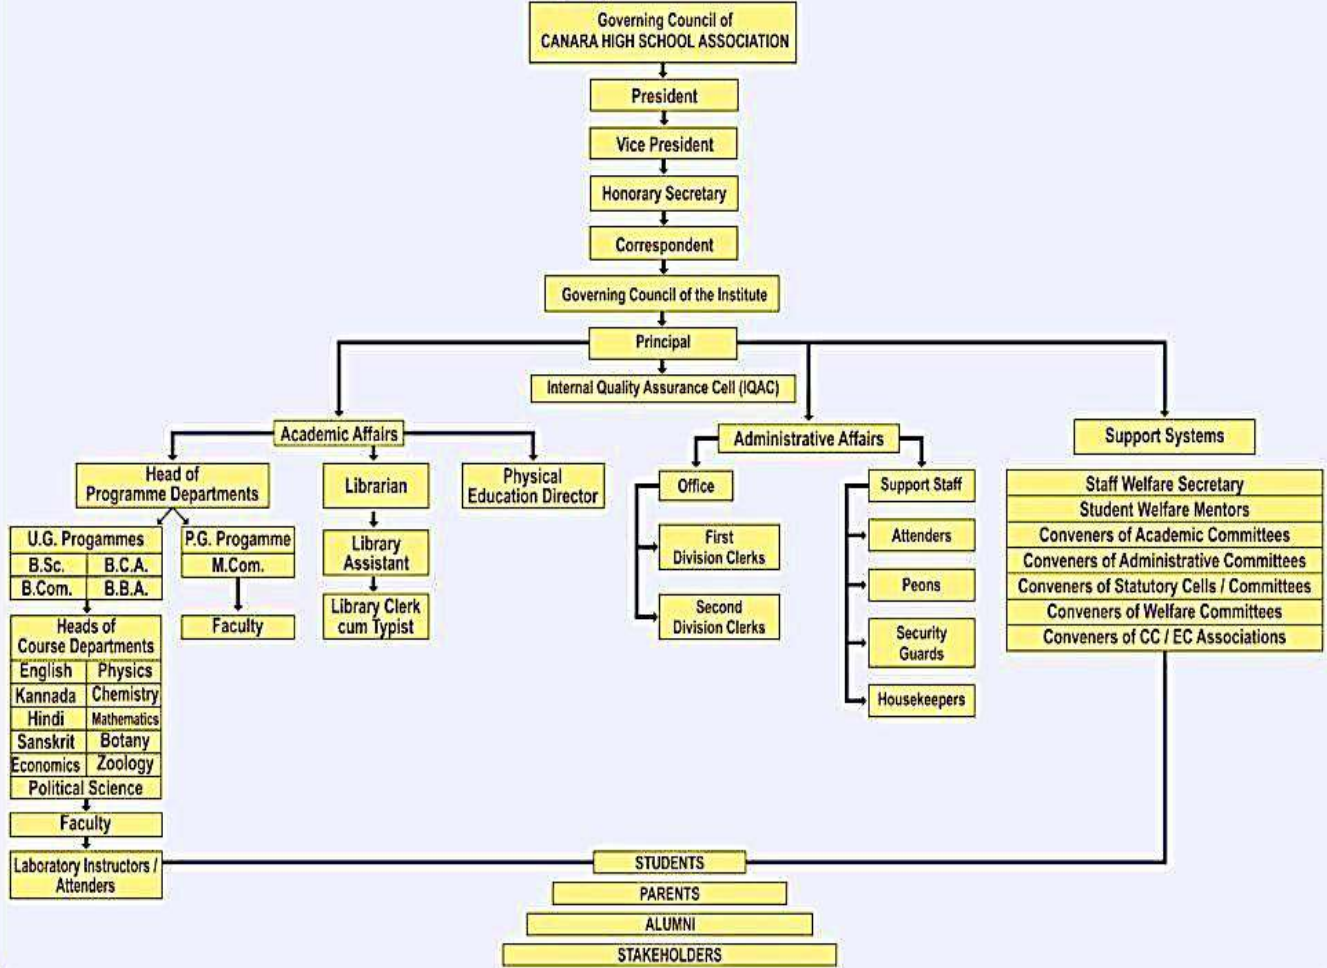 Governing Council of
CANARA HIGH SCHOOL ASSOCIATION
President
Vice President
Honorary Secretary
Correspondent
Governing Council of the Institute
Principal
Internal Quality Assurance Cell (IQAC)
Academic Affairs
Head of
Programme Departments
U.G. Progammes
B.Sc. B.C.A.
B.Com. B.B.A.
Heads of
Course Departments
English Physics
Kannada Chemistry
Hindi Mathematics
Sanskrit Botany
Economics Zoology
Political Science
Faculty
Laboratory Instructors /
Attenders
P.G. Progamme
M.Com.
Faculty
Librarian
Library
Assistant
Library Clerk
cum Typist
Physical
Education Director
Administrative Affairs
Office
First
Division Clerks
Second
Division Clerks
Support Staff
Attenders
Peons
Security
Guards
Housekeepers
Support Systems
Staff Welfare Secretary
Student Welfare Mentors
Conveners of Academic Committees
Conveners of Administrative Committees
Conveners of Statutory Cells / Committees
Conveners of Welfare Committees
Conveners of CC / EC Associations
STUDENTS
PARENTS
ALUMNI
STAKEHOLDERS